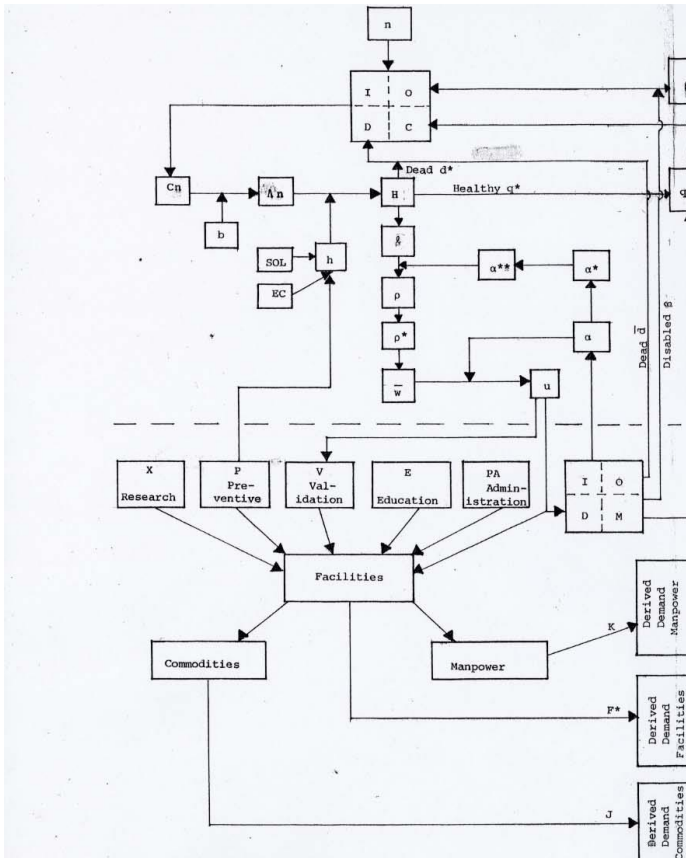 n
I O
D C
Dead d*
Cn
Λn
H
Healthy q*
q
b
SOL
h
EC
α**
α*
ρ
α
ρ*
w̅
u
Dead d̅
Disabled
X
Research
P
Pre-
ventive
V
Val-
idation
E
Education
PA
Admin-
istration
I O
D M
Facilities
Commodities
Manpower
K
Derived
Demand
Manpower
F*
Derived
Demand
Facilities
J
Derived
Demand
Commodities